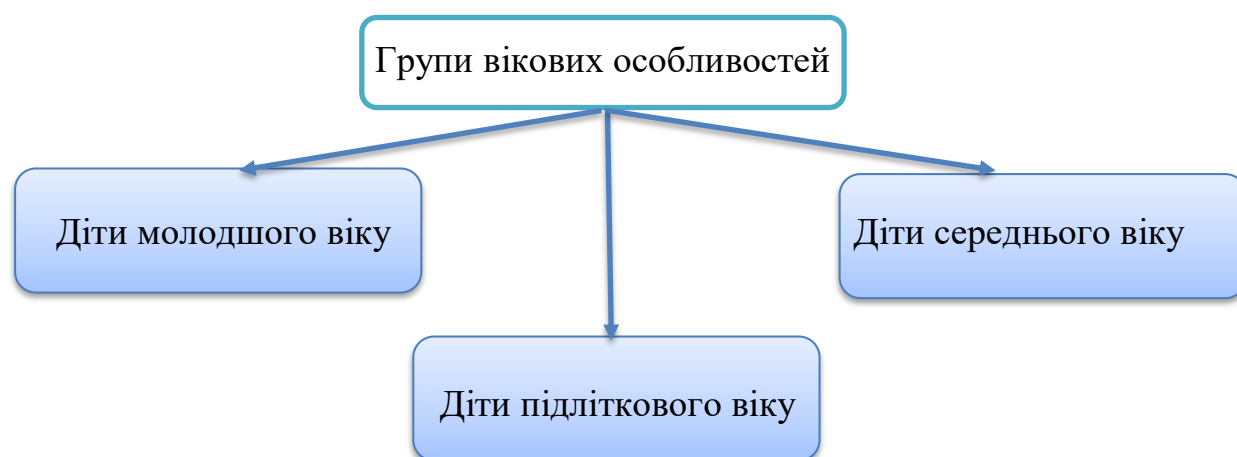 Групи вікових особливостей
Діти молодшого віку
Діти середнього віку
Діти підліткового віку